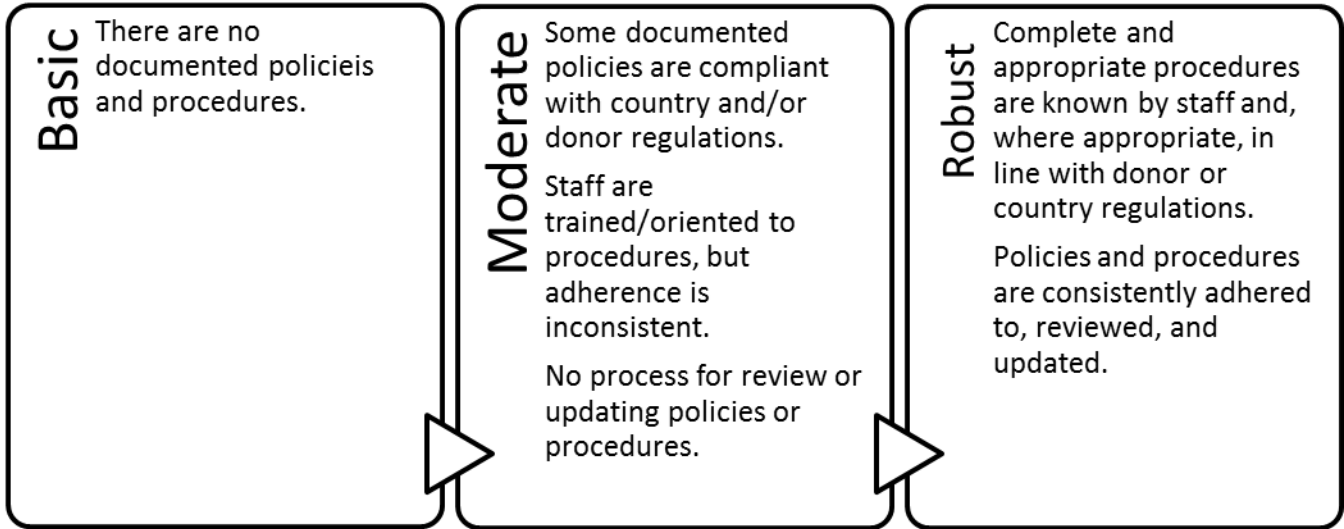 Basic
There are no
documented policieis
and procedures.
Moderate
Some documented
policies are compliant
with country and/or
donor regulations.
Staff are
trained/oriented to
procedures, but
adherence is
inconsistent.
No process for review or
updating policies or
procedures.
Robust
Complete and
appropriate procedures
are known by staff and,
where appropriate, in
line with donor or
country regulations.
Policies and procedures
are consistently adhered
to, reviewed, and
updated.